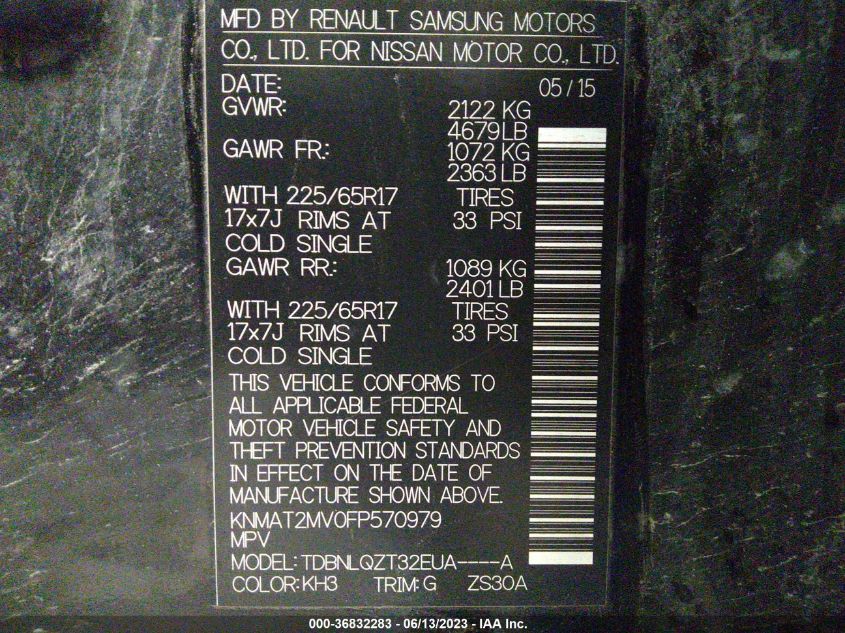 MFD BY RENAULT SAMSUNG MOTORS
CO., LTD. FOR NISSAN MOTOR CO., LTD.
DATE: 05 / 15
GVWR: 2122 KG
4679 LB
GAWR FR.: 1072 KG
2363 LB
WITH 225/65R17 TIRES
17x7J RIMS AT 33 PSI
COLD SINGLE
GAWR RR.: 1089 KG
2401 LB
WITH 225/65R17 TIRES
17x7J RIMS AT 33 PSI
COLD SINGLE
THIS VEHICLE CONFORMS TO
ALL APPLICABLE FEDERAL
MOTOR VEHICLE SAFETY AND
THEFT PREVENTION STANDARDS
IN EFFECT ON THE DATE OF
MANUFACTURE SHOWN ABOVE.
KNMAT2MV0FP570979
MPV
MODEL: TDBNLQZT32EUA----A
COLOR: KH3 TRIM: G ZS30A
000-36832283 - 06/13/2023 - IAA Inc.